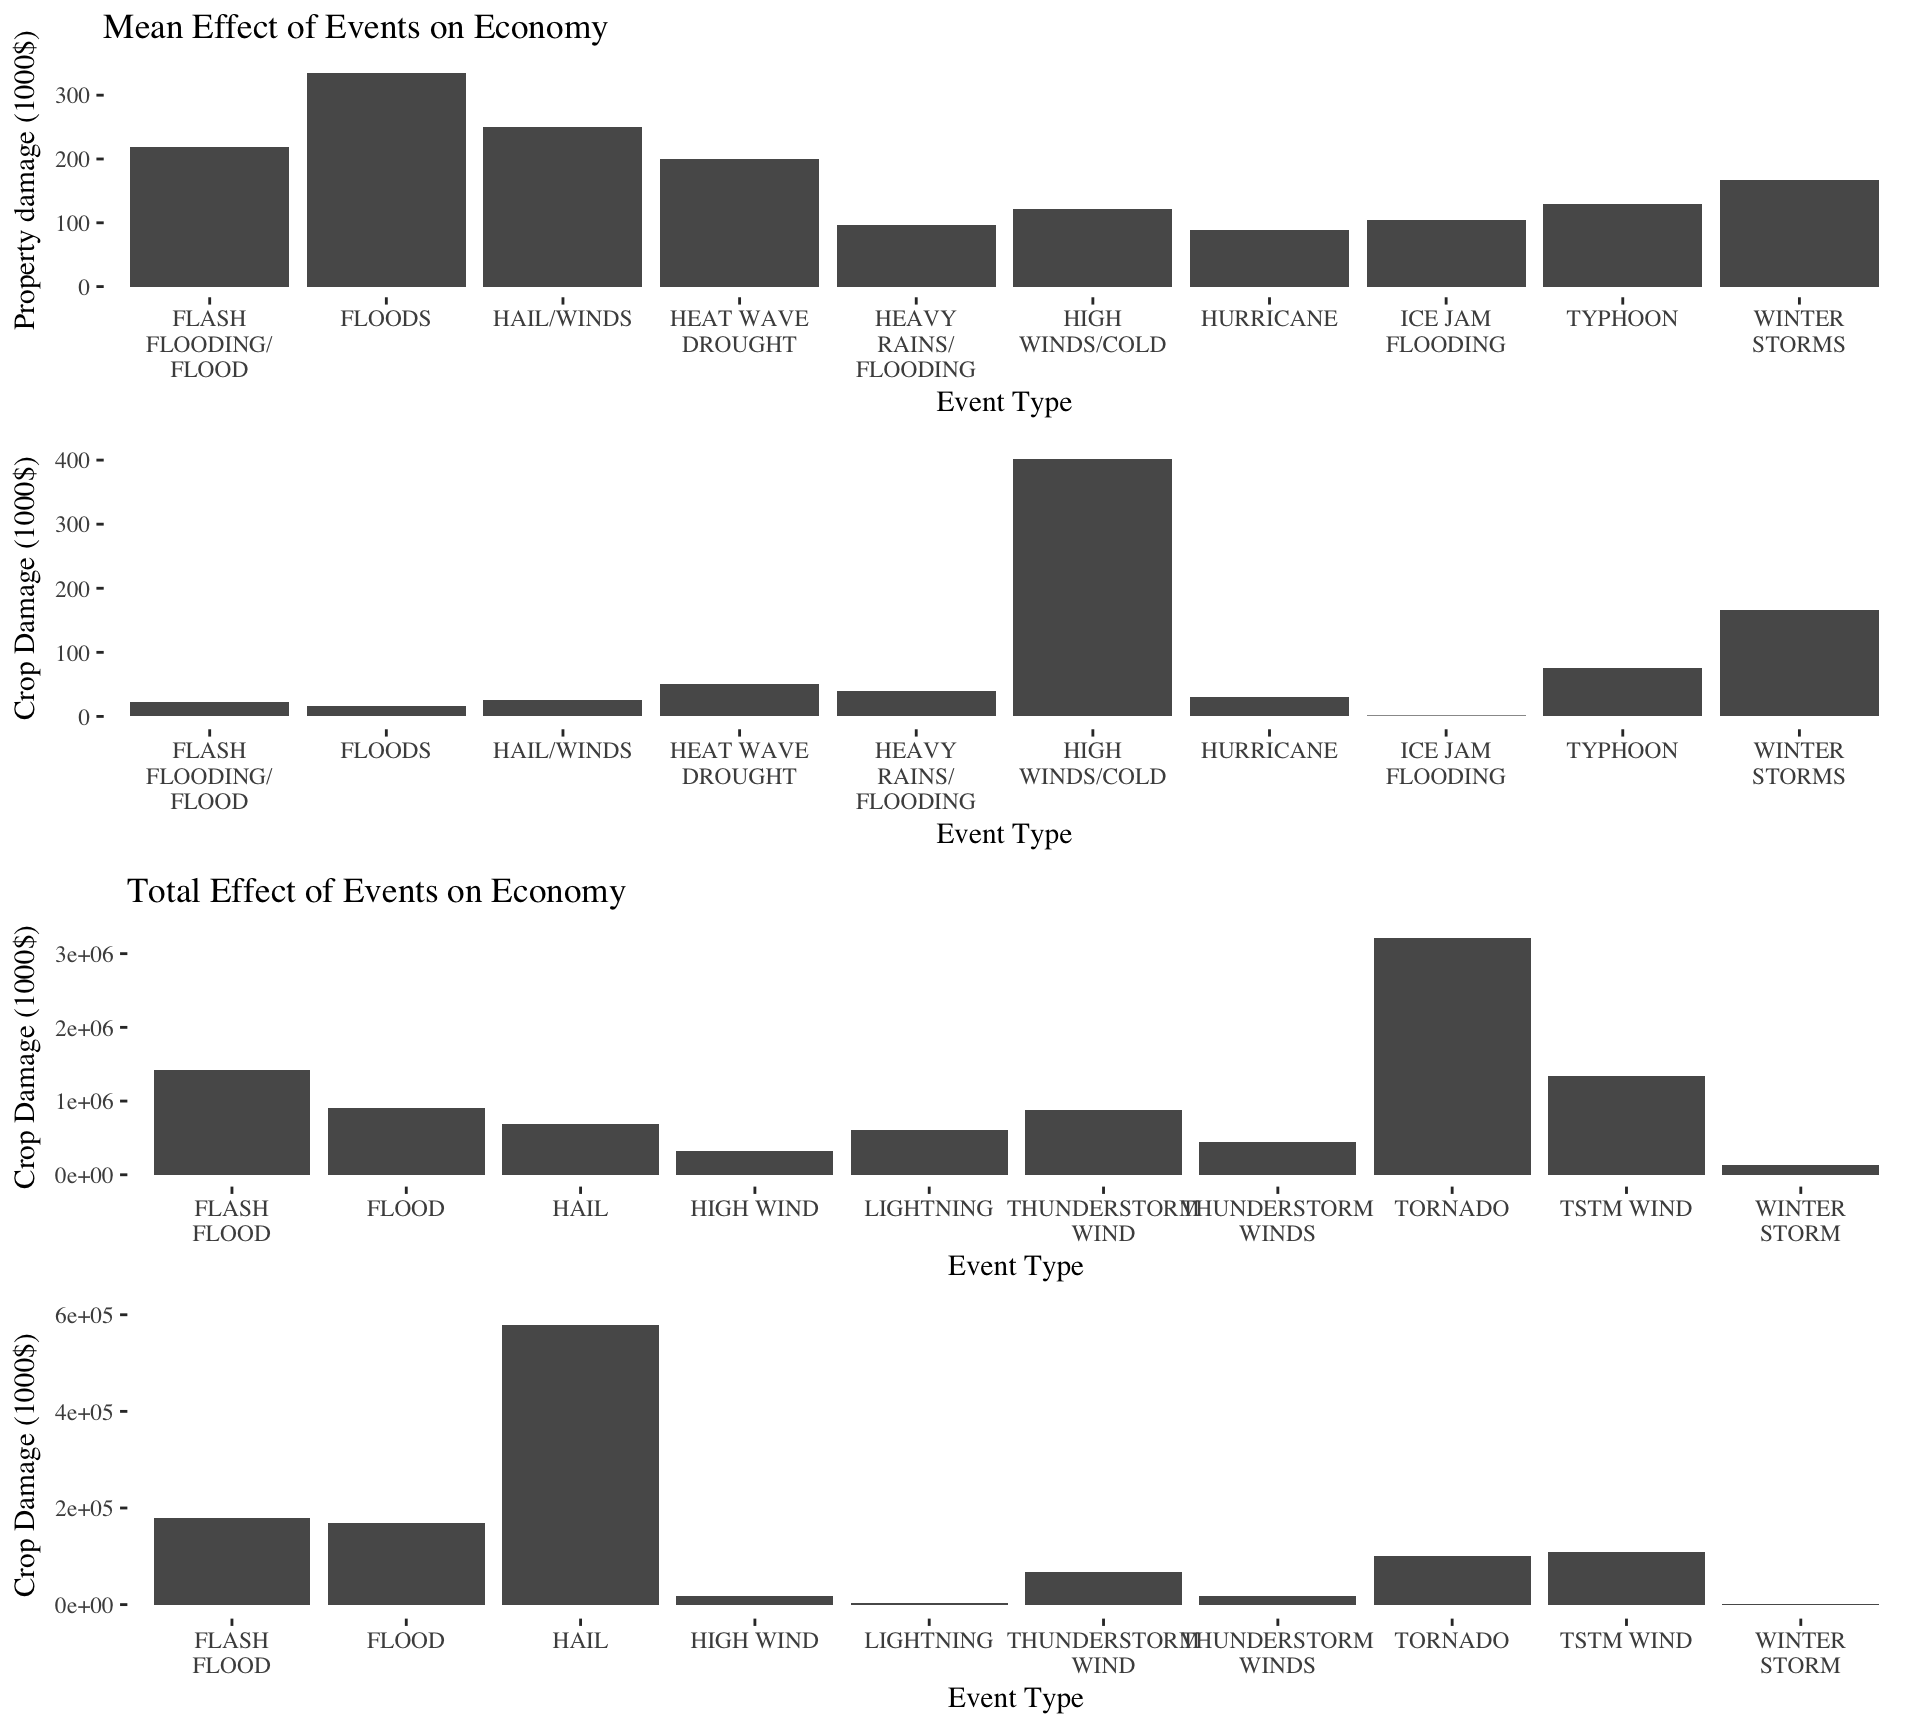 Mean Effect of Events on Economy
Property damage (1000$)
300
200
100
0
FLASH FLOODING/ FLOOD
FLOODS
HAIL/WINDS
HEAT WAVE DROUGHT
HEAVY RAINS/ FLOODING
HIGH WINDS/COLD
HURRICANE
ICE JAM FLOODING
TYPHOON
WINTER STORMS
Event Type
Crop Damage (1000$)
400
300
200
100
0
FLASH FLOODING/ FLOOD
FLOODS
HAIL/WINDS
HEAT WAVE DROUGHT
HEAVY RAINS/ FLOODING
HIGH WINDS/COLD
HURRICANE
ICE JAM FLOODING
TYPHOON
WINTER STORMS
Event Type
Total Effect of Events on Economy
Crop Damage (1000$)
3e+06
2e+06
1e+06
0e+00
FLASH FLOOD
FLOOD
HAIL
HIGH WIND
LIGHTNING
THUNDERSTORM WIND
THUNDERSTORM WINDS
TORNADO
TSTM WIND
WINTER STORM
Event Type
Crop Damage (1000$)
6e+05
4e+05
2e+05
0e+00
FLASH FLOOD
FLOOD
HAIL
HIGH WIND
LIGHTNING
THUNDERSTORM WIND
THUNDERSTORM WINDS
TORNADO
TSTM WIND
WINTER STORM
Event Type